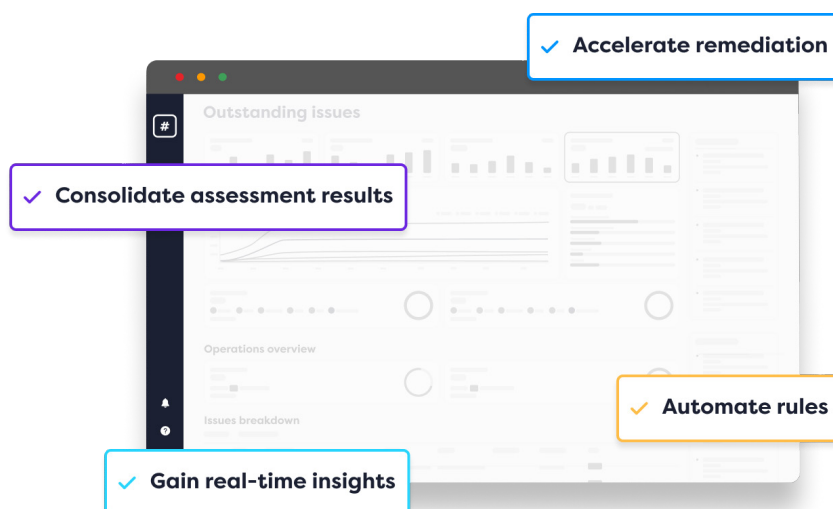 Accelerate remediation
#
Outstanding issues
Consolidate assessment results
Operations overview
Automate rules
Issues breakdown
?
Gain real-time insights